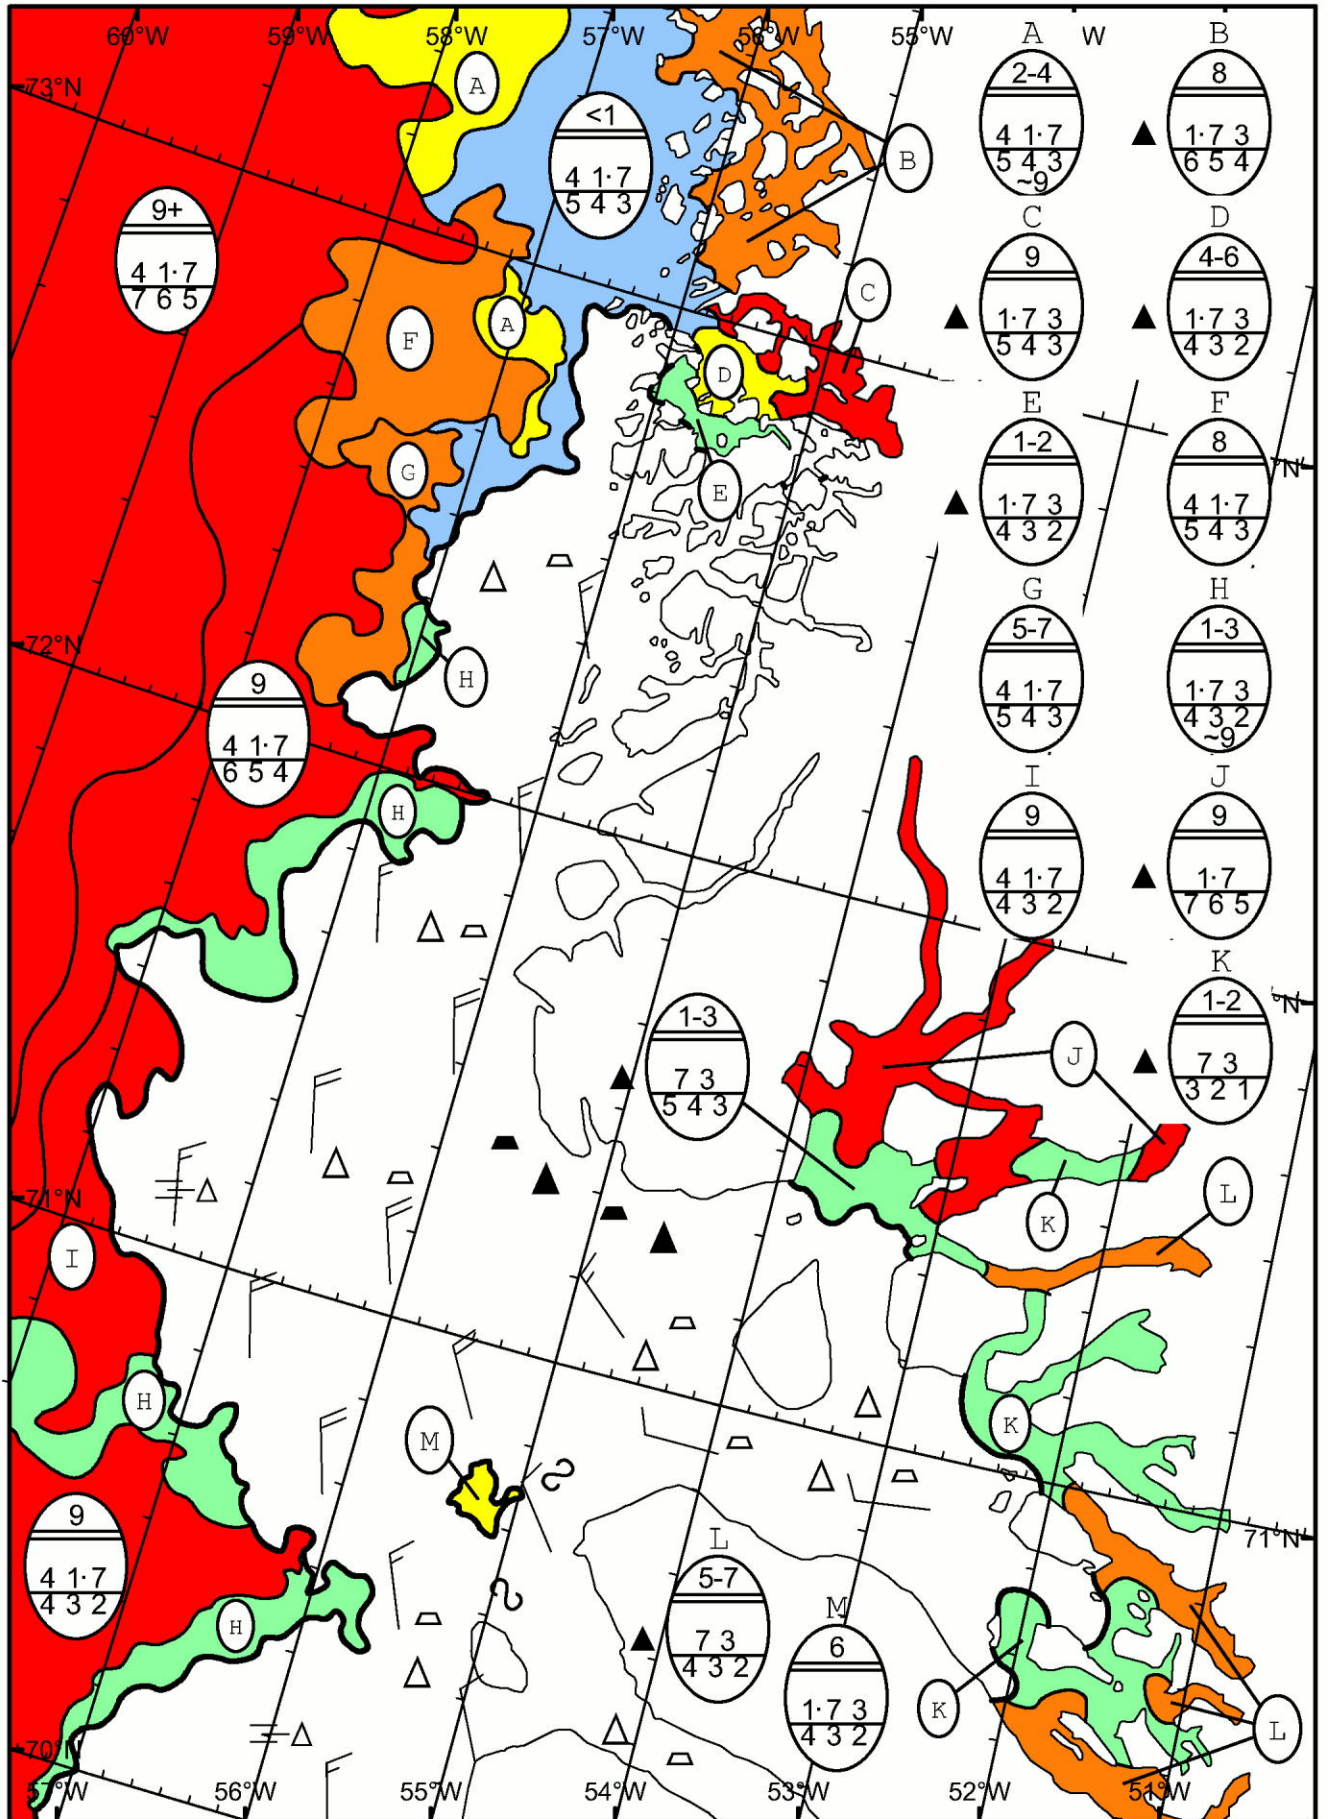 60°W 59°W 58°W 57°W 56°W 55°W W
73°N
72°N
71°N
70°N
57°W 56°W 55°W 54°W 53°W 52°W 51°W
N
N
71°N
<1
4 1·7
5 4 3
9+
4 1·7
7 6 5
9
4 1·7
6 5 4
1-3
7 3
5 4 3
9
4 1·7
4 3 2
A
2-4
4 1·7
5 4 3
~9
B
8
1·7 3
6 5 4
C
9
1·7 3
5 4 3
D
4-6
1·7 3
4 3 2
E
1-2
1·7 3
4 3 2
F
8
4 1·7
5 4 3
G
5-7
4 1·7
5 4 3
H
1-3
1·7 3
4 3 2
~9
I
9
4 1·7
4 3 2
J
9
1·7
7 6 5
K
1-2
7 3
3 2 1
L
5-7
7 3
4 3 2
M
6
1·7 3
4 3 2
A
B
C
A
F
D
G
E
H
H
J
L
K
I
H
K
M
H
K
L